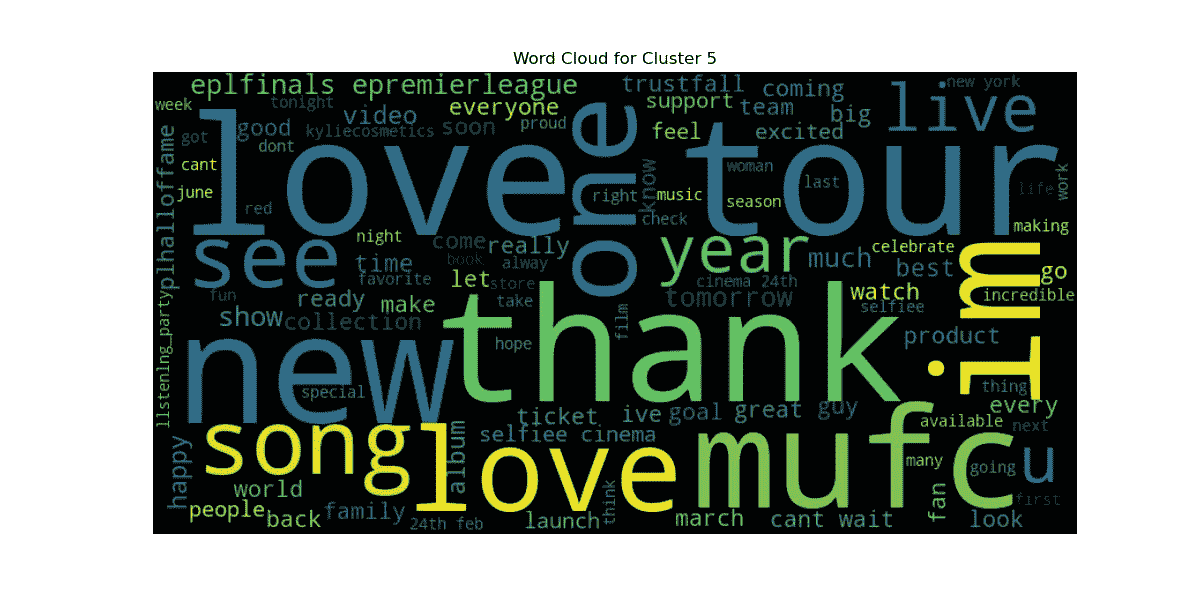 Word Cloud for Cluster 5
eplfinals epremierleague
trustfall
coming
new york
week
tonight
video
everyone
support
team
big
live
got
good
kyliecosmetics
soon
proud
feel
excited
dont
love
one
tour
plhalloffame
cant
woman
last
life
work
june
right
know
music
season
red
check
making
night
come
really
year
much
celebrate
see
time
book
alway
best
im
go
favorite
let
store
cinema 24th
watch
incredible
fun
ready
make
take
tomorrow
selfiee
listening_party
show
collection
film
product
new
thank
hope
thing
special
every
ticket
ive
goal
great
guy
available
next
song
love
album
selfiee cinema
mufc
u
happy
many
going
world
think
fan
first
people
back
family
24th feb
launch
march
cant wait
look